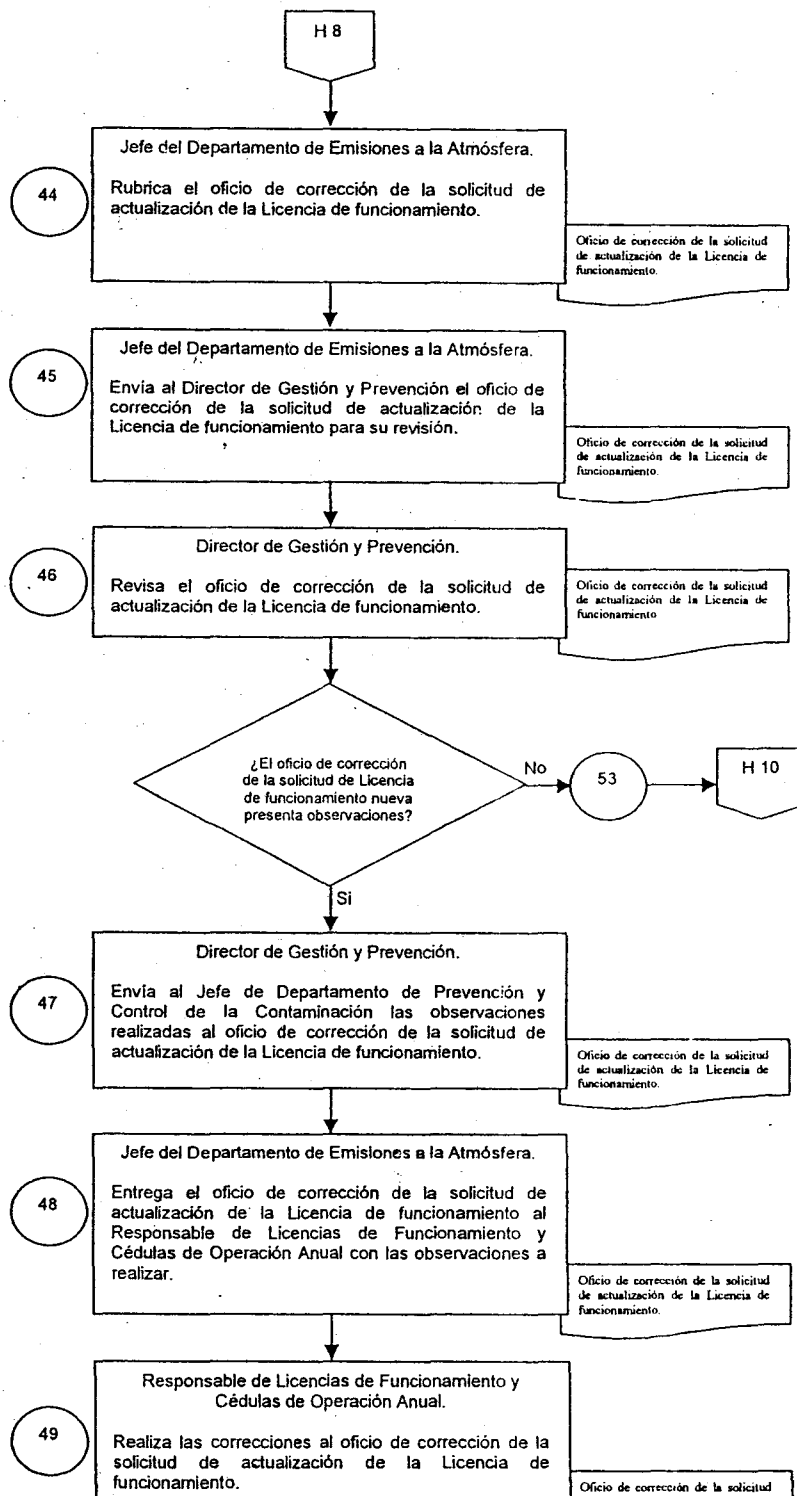 H 8
Jefe del Departamento de Emisiones a la Atmósfera.
44
Rubrica el oficio de corrección de la solicitud de
actualización de la Licencia de funcionamiento.
Oficio de corrección de la solicitud
de actualización de la Licencia de
funcionamiento.
Jefe del Departamento de Emisiones a la Atmósfera.
45
Envía al Director de Gestión y Prevención el oficio de
corrección de la solicitud de actualización de la
Licencia de funcionamiento para su revisión.
Oficio de corrección de la solicitud
de actualización de la Licencia de
funcionamiento.
Director de Gestión y Prevención.
46
Revisa el oficio de corrección de la solicitud de
actualización de la Licencia de funcionamiento.
Oficio de corrección de la solicitud
de actualización de la Licencia de
funcionamiento
¿El oficio de corrección
de la solicitud de Licencia
de funcionamiento nueva
presenta observaciones?
No
53
H 10
Si
Director de Gestión y Prevención.
47
Envía al Jefe de Departamento de Prevención y
Control de la Contaminación las observaciones
realizadas al oficio de corrección de la solicitud de
actualización de la Licencia de funcionamiento.
Oficio de corrección de la solicitud
de actualización de la Licencia de
funcionamiento.
Jefe del Departamento de Emisiones a la Atmósfera.
48
Entrega el oficio de corrección de la solicitud de
actualización de la Licencia de funcionamiento al
Responsable de Licencias de Funcionamiento y
Cédulas de Operación Anual con las observaciones a
realizar.
Oficio de corrección de la solicitud
de actualización de la Licencia de
funcionamiento.
Responsable de Licencias de Funcionamiento y
Cédulas de Operación Anual.
49
Realiza las correcciones al oficio de corrección de la
solicitud de actualización de la Licencia de
funcionamiento.
Oficio de corrección de la solicitud